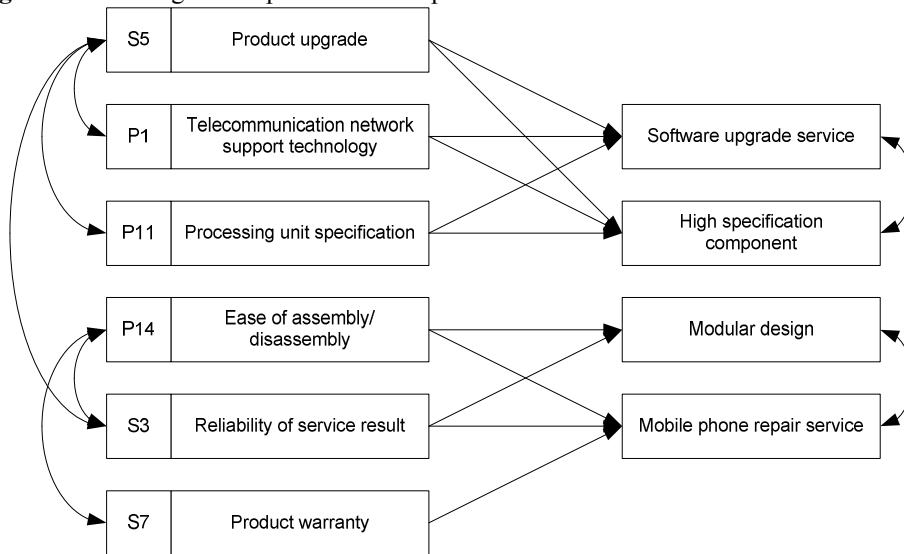 S5 Product upgrade
P1 Telecommunication network
support technology
Software upgrade service
P11 Processing unit specification
High specification
component
P14 Ease of assembly/
disassembly
Modular design
S3 Reliability of service result
Mobile phone repair service
S7 Product warranty